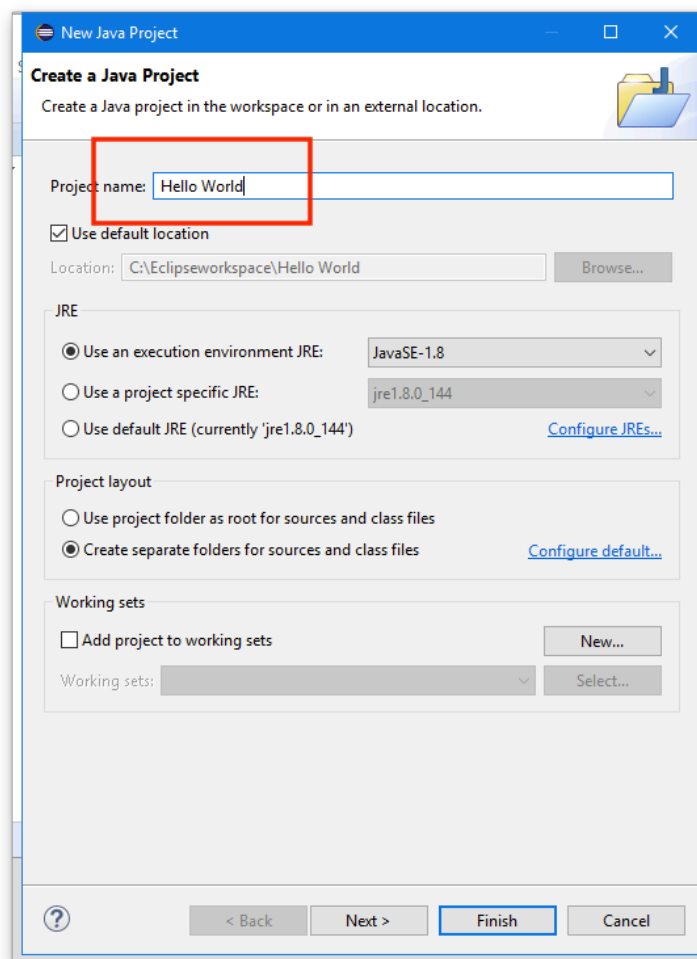 New Java Project
Create a Java Project
Create a Java project in the workspace or in an external location.
Project name: Hello World
Use default location
Location: C:\Eclipseworkspace\Hello World Browse...
JRE
Use an execution environment JRE: JavaSE-1.8
Use a project specific JRE: jre1.8.0_144
Use default JRE (currently 'jre1.8.0_144') Configure JREs...
Project layout
Use project folder as root for sources and class files
Create separate folders for sources and class files Configure default...
Working sets
Add project to working sets New...
Working sets: Select...
? < Back Next > Finish Cancel